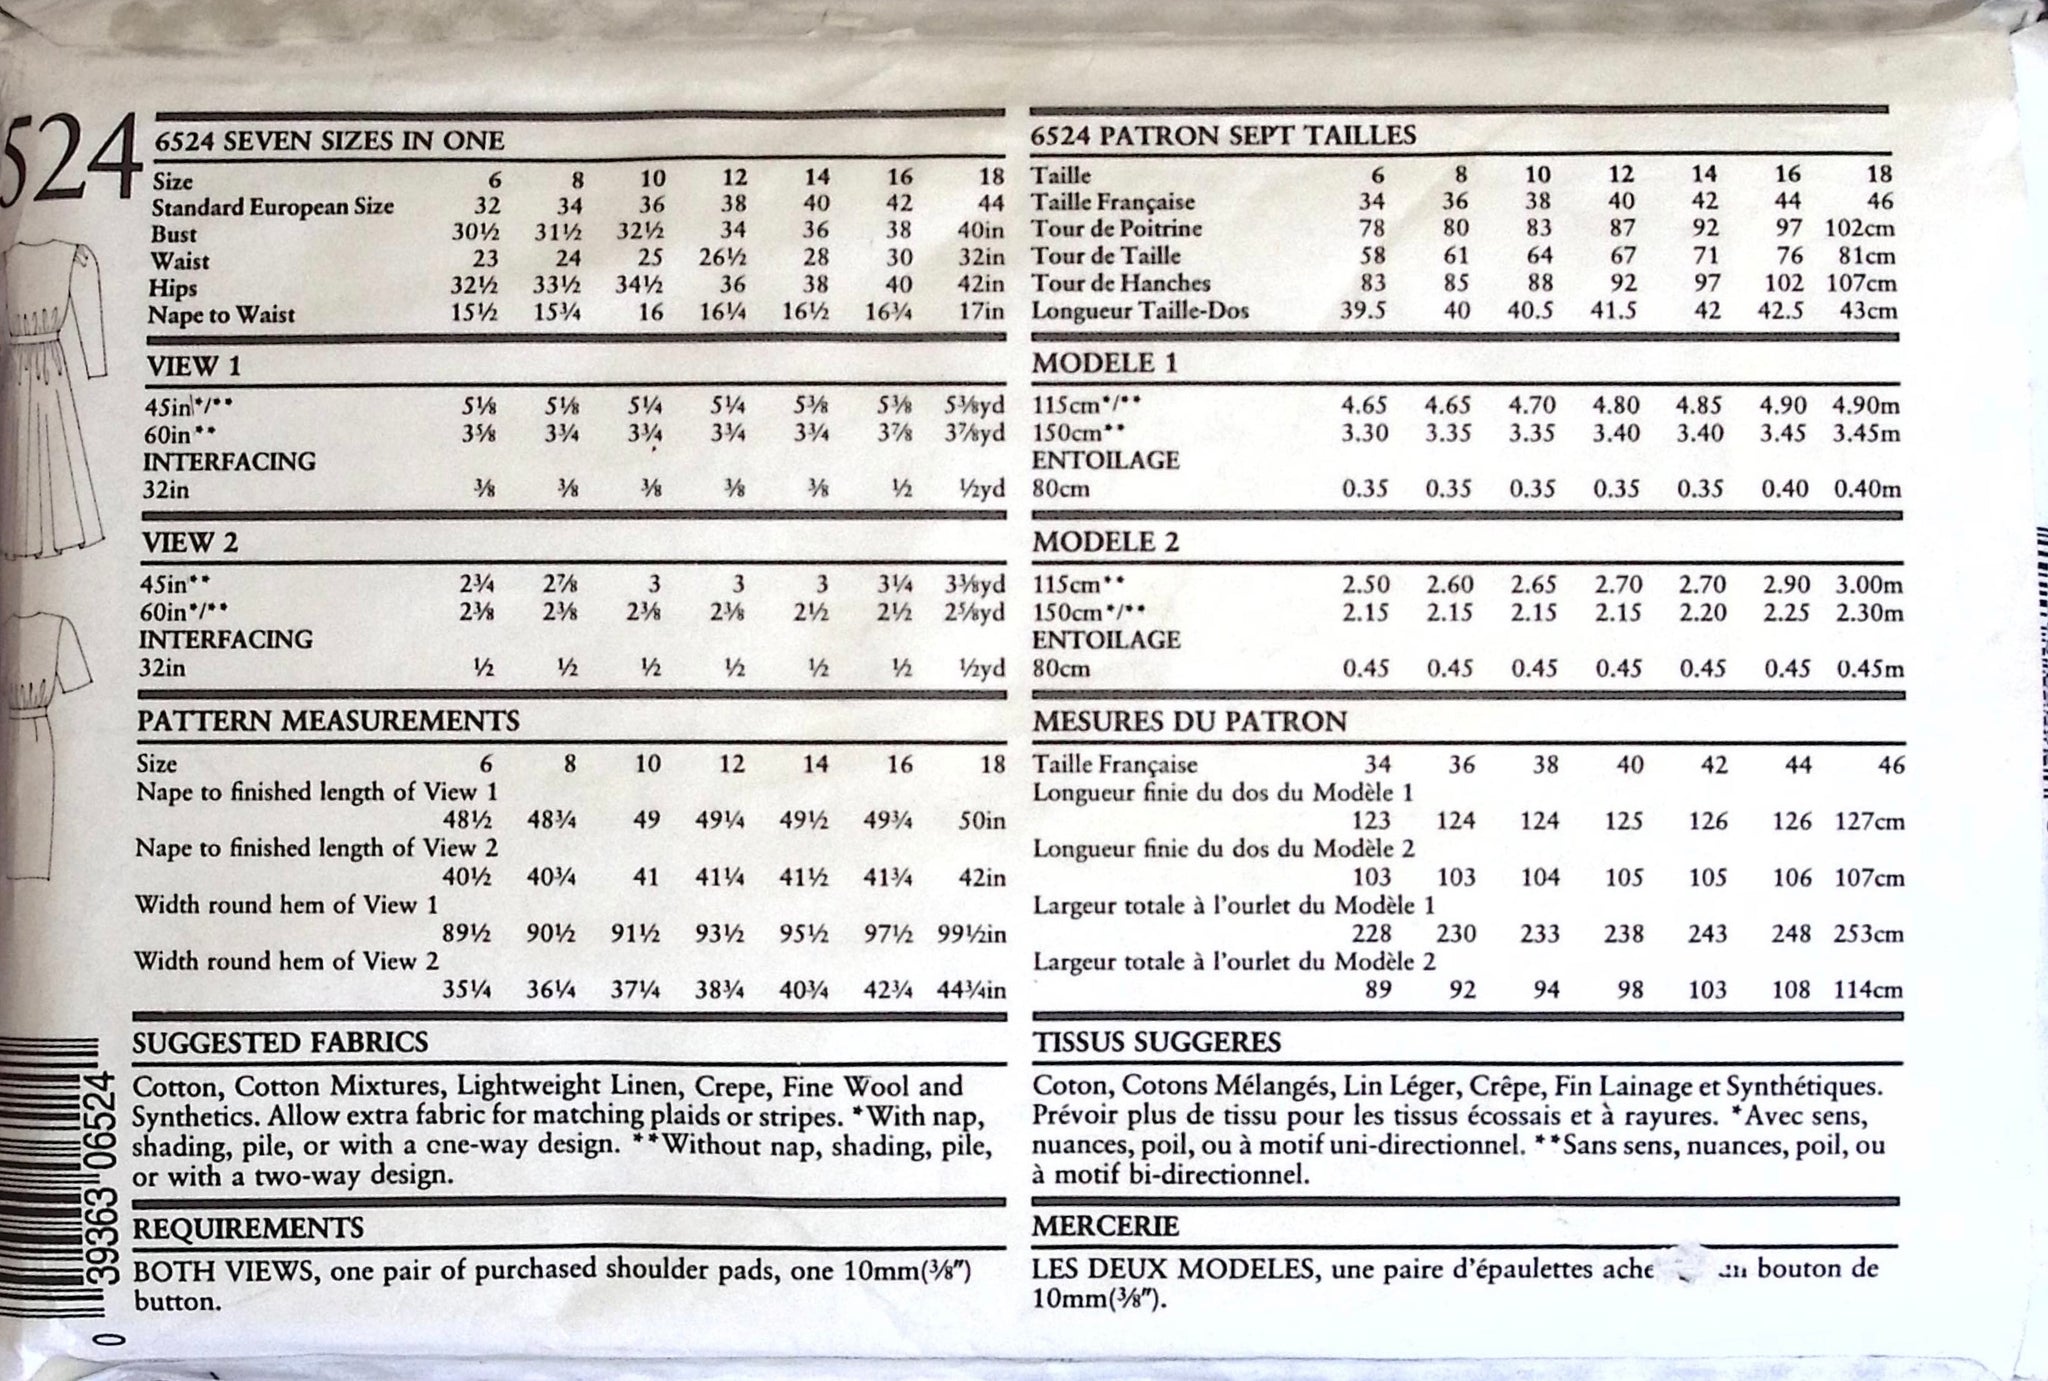 524
6524 SEVEN SIZES IN ONE
Size 6 8 10 12 14 16 18
Standard European Size 32 34 36 38 40 42 44
Bust 30½ 31½ 32½ 34 36 38 40in
Waist 23 24 25 26½ 28 30 32in
Hips 32½ 33½ 34½ 36 38 40 42in
Nape to Waist 15½ 15¾ 16 16¼ 16½ 16¾ 17in
VIEW 1
45in*/** 5⅛ 5⅛ 5¼ 5¼ 5⅜ 5⅜ 5⅜yd
60in** 3⅝ 3¾ 3¾ 3¾ 3¾ 3⅞ 3⅞yd
INTERFACING
32in ⅜ ⅜ ⅜ ⅜ ⅜ ½ ½yd
VIEW 2
45in** 2¾ 2⅞ 3 3 3 3¼ 3⅜yd
60in*/** 2⅜ 2⅜ 2⅜ 2⅜ 2½ 2½ 2⅝yd
INTERFACING
32in ½ ½ ½ ½ ½ ½ ½yd
PATTERN MEASUREMENTS
Size 6 8 10 12 14 16 18
Nape to finished length of View 1
48½ 48¾ 49 49¼ 49½ 49¾ 50in
Nape to finished length of View 2
40½ 40¾ 41 41¼ 41½ 41¾ 42in
Width round hem of View 1
89½ 90½ 91½ 93½ 95½ 97½ 99½in
Width round hem of View 2
35¼ 36¼ 37¼ 38¾ 40¾ 42¾ 44¾in
SUGGESTED FABRICS
Cotton, Cotton Mixtures, Lightweight Linen, Crepe, Fine Wool and
Synthetics. Allow extra fabric for matching plaids or stripes. *With nap,
shading, pile, or with a one-way design. **Without nap, shading, pile,
or with a two-way design.
REQUIREMENTS
BOTH VIEWS, one pair of purchased shoulder pads, one 10mm(⅜")
button.
6524 PATRON SEPT TAILLES
Taille 6 8 10 12 14 16 18
Taille Française 34 36 38 40 42 44 46
Tour de Poitrine 78 80 83 87 92 97 102cm
Tour de Taille 58 61 64 67 71 76 81cm
Tour de Hanches 83 85 88 92 97 102 107cm
Longueur Taille-Dos 39.5 40 40.5 41.5 42 42.5 43cm
MODELE 1
115cm*/** 4.65 4.65 4.70 4.80 4.85 4.90 4.90m
150cm** 3.30 3.35 3.35 3.40 3.40 3.45 3.45m
ENTOILAGE
80cm 0.35 0.35 0.35 0.35 0.35 0.40 0.40m
MODELE 2
115cm** 2.50 2.60 2.65 2.70 2.70 2.90 3.00m
150cm*/** 2.15 2.15 2.15 2.15 2.20 2.25 2.30m
ENTOILAGE
80cm 0.45 0.45 0.45 0.45 0.45 0.45 0.45m
MESURES DU PATRON
Taille Française 34 36 38 40 42 44 46
Longueur finie du dos du Modèle 1
123 124 124 125 126 126 127cm
Longueur finie du dos du Modèle 2
103 103 104 105 105 106 107cm
Largeur totale à l'ourlet du Modèle 1
228 230 233 238 243 248 253cm
Largeur totale à l'ourlet du Modèle 2
89 92 94 98 103 108 114cm
TISSUS SUGGERES
Coton, Cotons Mélangés, Lin Léger, Crêpe, Fin Lainage et Synthétiques.
Prévoir plus de tissu pour les tissus écossais et à rayures. *Avec sens,
nuances, poil, ou à motif uni-directionnel. **Sans sens, nuances, poil, ou
à motif bi-directionnel.
MERCERIE
LES DEUX MODELES, une paire d'épaulettes bouton de
10mm(⅜").
0 39363 06524